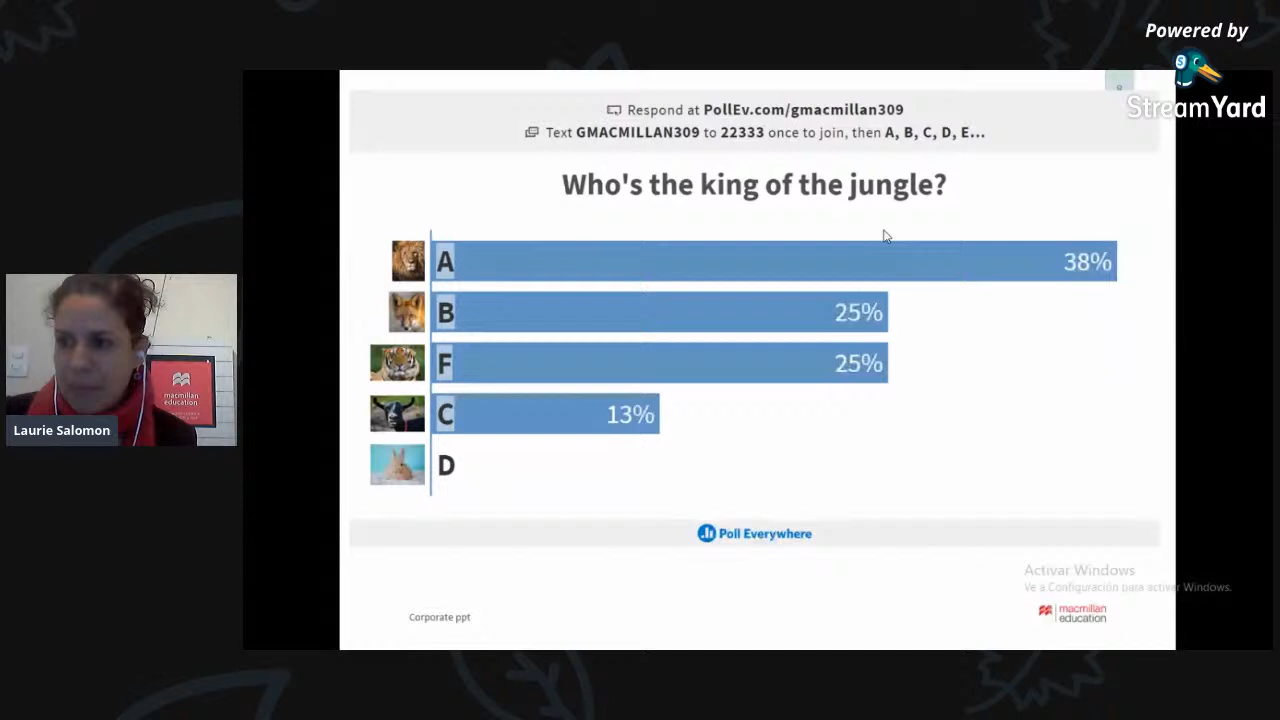 Powered by
StreamYard
Respond at PollEv.com/gmacmillan309
Text GMACMILLAN309 to 22333 once to join, then A, B, C, D, E...
Who's the king of the jungle?
A 38%
B 25%
F 25%
C 13%
D
macmillan
education
Laurie Salomon
Poll Everywhere
Activar Windows
Ve a Configuración para activar Windows.
Corporate ppt
macmillan
education